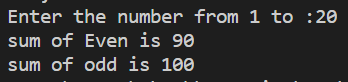 Enter the number from 1 to :20
sum of Even is 90
sum of odd is 100